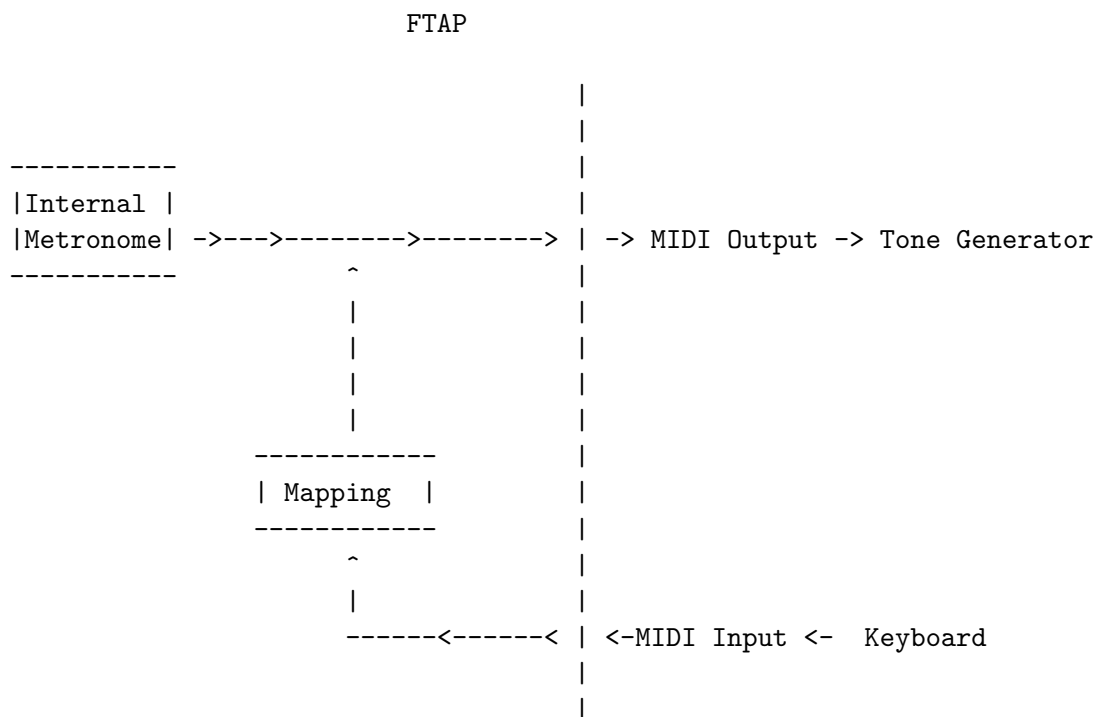 FTAP
|
|
----------- |
|Internal | |
|Metronome| ->--->-------->--------> | -> MIDI Output -> Tone Generator
----------- ^ |
| |
| |
| |
| |
------------ |
| Mapping | |
------------ |
^ |
| |
------<------< | <-MIDI Input <- Keyboard
|
|